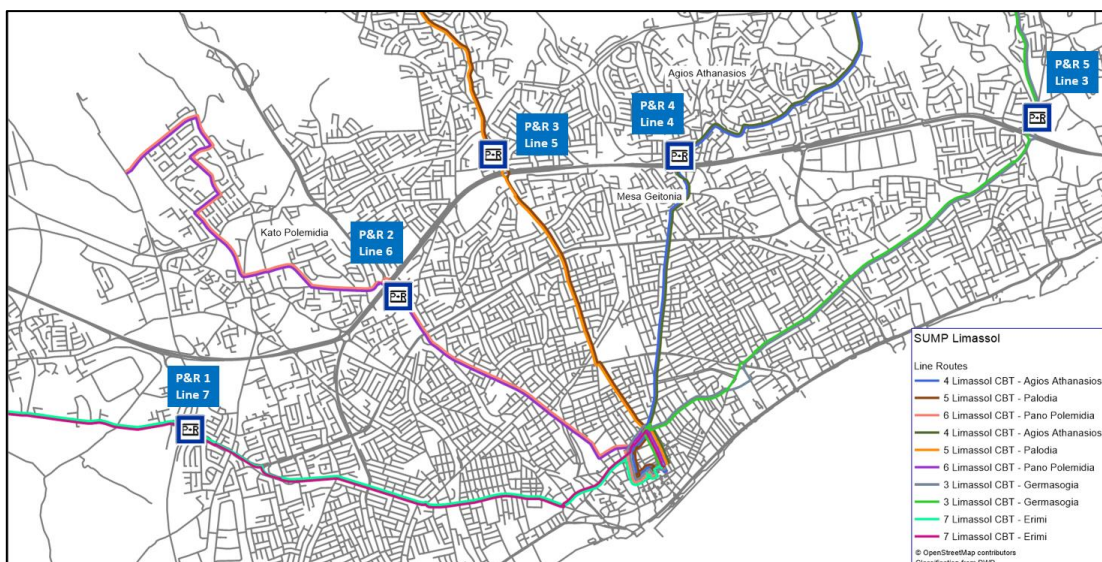 P&R 5
Line 3
Agios Athanasios
P&R 4
Line 4
P&R 3
Line 5
Mesa Geitonia
Kato Polemidia
P&R 2
Line 6
P&R 1
Line 7
P+R
P+R
P+R
P+R
P+R
SUMP Limassol
Line Routes
4 Limassol CBT - Agios Athanasios
5 Limassol CBT - Palodia
6 Limassol CBT - Pano Polemidia
4 Limassol CBT - Agios Athanasios
5 Limassol CBT - Palodia
6 Limassol CBT - Pano Polemidia
3 Limassol CBT - Germasogia
3 Limassol CBT - Germasogia
7 Limassol CBT - Erimi
7 Limassol CBT - Erimi
© OpenStreetMap contributors